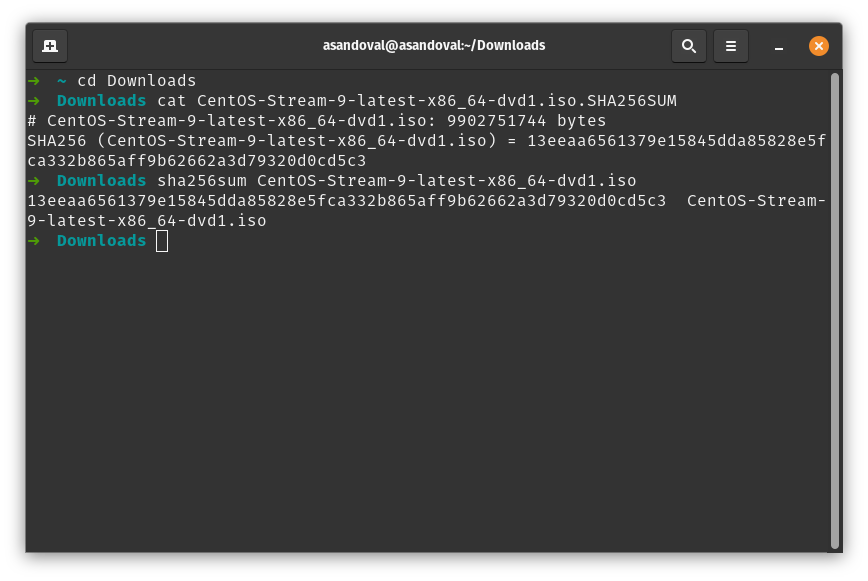 asandoval@asandoval:~/Downloads
➜  ~ cd Downloads
➜  Downloads cat CentOS-Stream-9-latest-x86_64-dvd1.iso.SHA256SUM
# CentOS-Stream-9-latest-x86_64-dvd1.iso: 9902751744 bytes
SHA256 (CentOS-Stream-9-latest-x86_64-dvd1.iso) = 13eeaa6561379e15845dda85828e5f
ca332b865aff9b62662a3d79320d0cd5c3
➜  Downloads sha256sum CentOS-Stream-9-latest-x86_64-dvd1.iso
13eeaa6561379e15845dda85828e5fca332b865aff9b62662a3d79320d0cd5c3  CentOS-Stream-
9-latest-x86_64-dvd1.iso
➜  Downloads